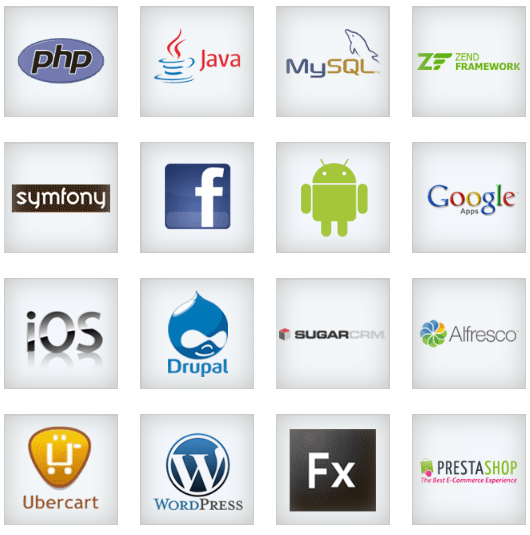 php
Java
MySQL
ZF ZEND
FRAMEWORK
symfony
f
Google
Apps
iOS
Drupal
SUGARCRM
Alfresco
Ü
Ubercart
W
WORDPRESS
Fx
PRESTASHOP
The Best E-Commerce Experience